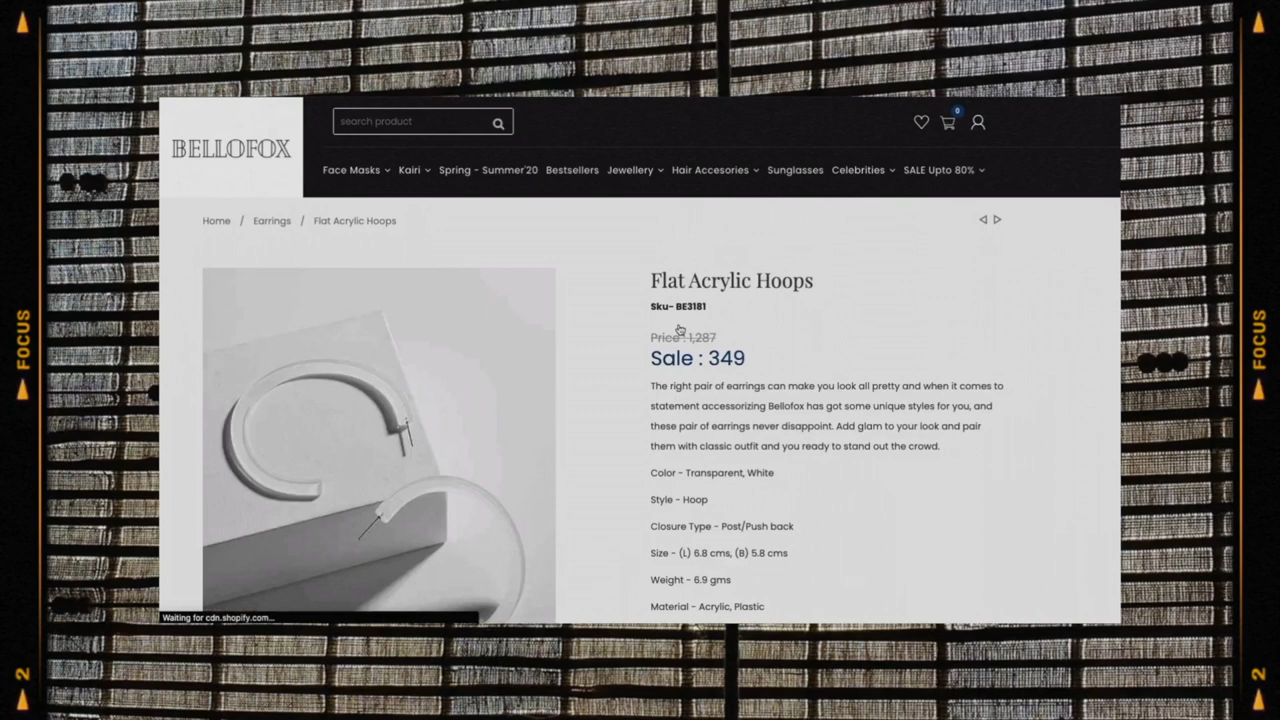 BELLOFOX
search product
0
Face Masks Kairi Spring - Summer'20 Bestsellers Jewellery Hair Accesories Sunglasses Celebrities SALE Upto 80%
Home / Earrings / Flat Acrylic Hoops
Flat Acrylic Hoops
Sku- BE3181
Price : 1,287
Sale : 349
The right pair of earrings can make you look all pretty and when it comes to
statement accessorizing Bellofox has got some unique styles for you, and
these pair of earrings never disappoint. Add glam to your look and pair
them with classic outfit and you ready to stand out the crowd.
Color - Transparent, White
Style - Hoop
Closure Type - Post/Push back
Size - (L) 6.8 cms, (B) 5.8 cms
Weight - 6.9 gms
Material - Acrylic, Plastic
Waiting for cdn.shopify.com...
FOCUS
2
FOCUS
2